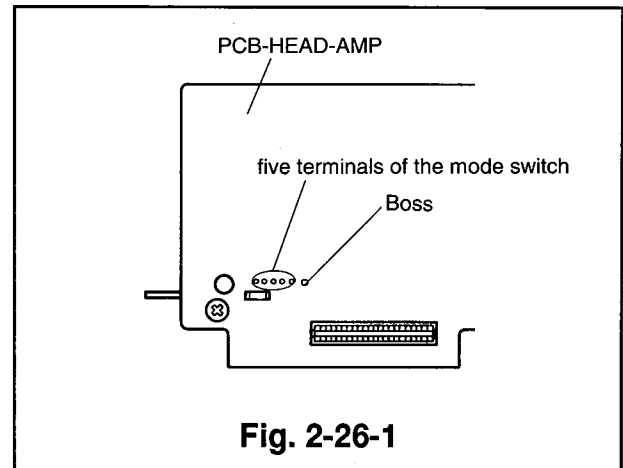 PCB-HEAD-AMP
five terminals of the mode switch
Boss
Fig. 2-26-1